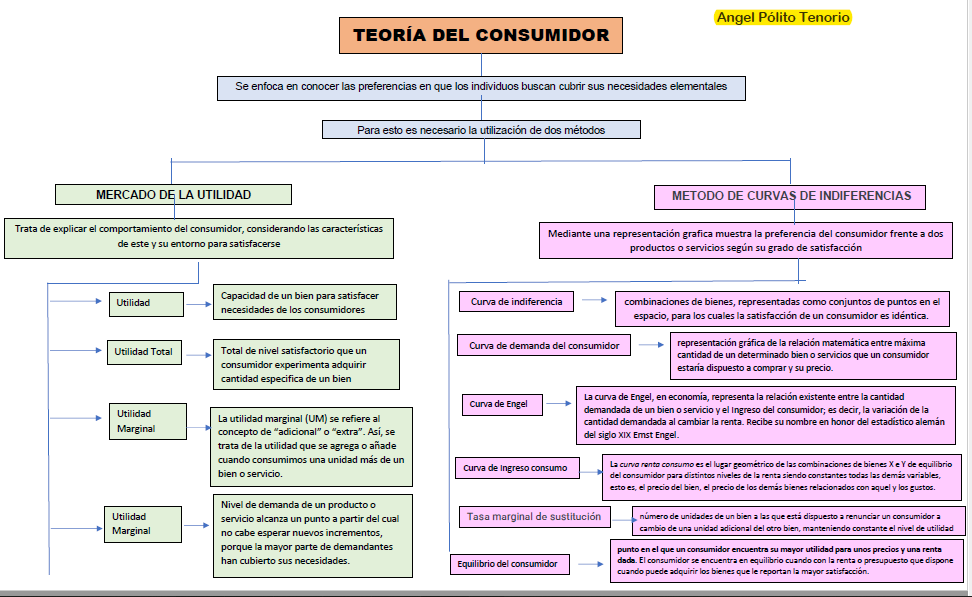 Angel Pólito Tenorio
TEORÍA DEL CONSUMIDOR
Se enfoca en conocer las preferencias en que los individuos buscan cubrir sus necesidades elementales
Para esto es necesario la utilización de dos métodos
MERCADO DE LA UTILIDAD
Trata de explicar el comportamiento del consumidor, considerando las características
de este y su entorno para satisfacerse
Utilidad
Capacidad de un bien para satisfacer
necesidades de los consumidores
Utilidad Total
Total de nivel satisfactorio que un
consumidor experimenta adquirir
cantidad especifica de un bien
Utilidad
Marginal
La utilidad marginal (UM) se refiere al
concepto de “adicional” o “extra”. Así, se
trata de la utilidad que se agrega o añade
cuando consumimos una unidad más de un
bien o servicio.
Utilidad
Marginal
Nivel de demanda de un producto o
servicio alcanza un punto a partir del cual
no cabe esperar nuevos incrementos,
porque la mayor parte de demandantes
han cubierto sus necesidades.
METODO DE CURVAS DE INDIFERENCIAS
Mediante una representación grafica muestra la preferencia del consumidor frente a dos
productos o servicios según su grado de satisfacción
Curva de indiferencia
combinaciones de bienes, representadas como conjuntos de puntos en el
espacio, para los cuales la satisfacción de un consumidor es idéntica.
Curva de demanda del consumidor
representación gráfica de la relación matemática entre máxima
cantidad de un determinado bien o servicios que un consumidor
estaría dispuesto a comprar y su precio.
Curva de Engel
La curva de Engel, en economía, representa la relación existente entre la cantidad
demandada de un bien o servicio y el Ingreso del consumidor; es decir, la variación de la
cantidad demandada al cambiar la renta. Recibe su nombre en honor del estadístico alemán
del siglo XIX Ernst Engel.
Curva de Ingreso consumo
La curva renta consumo es el lugar geométrico de las combinaciones de bienes X e Y de equilibrio
del consumidor para distintos niveles de la renta siendo constantes todas las demás variables,
esto es, el precio del bien, el precio de los demás bienes relacionados con aquel y los gustos.
Tasa marginal de sustitución
número de unidades de un bien a las que está dispuesto a renunciar un consumidor a
cambio de una unidad adicional del otro bien, manteniendo constante el nivel de utilidad
Equilibrio del consumidor
punto en el que un consumidor encuentra su mayor utilidad para unos precios y una renta
dada. El consumidor se encuentra en equilibrio cuando con la renta o presupuesto que dispone
cuando puede adquirir los bienes que le reportan la mayor satisfacción.